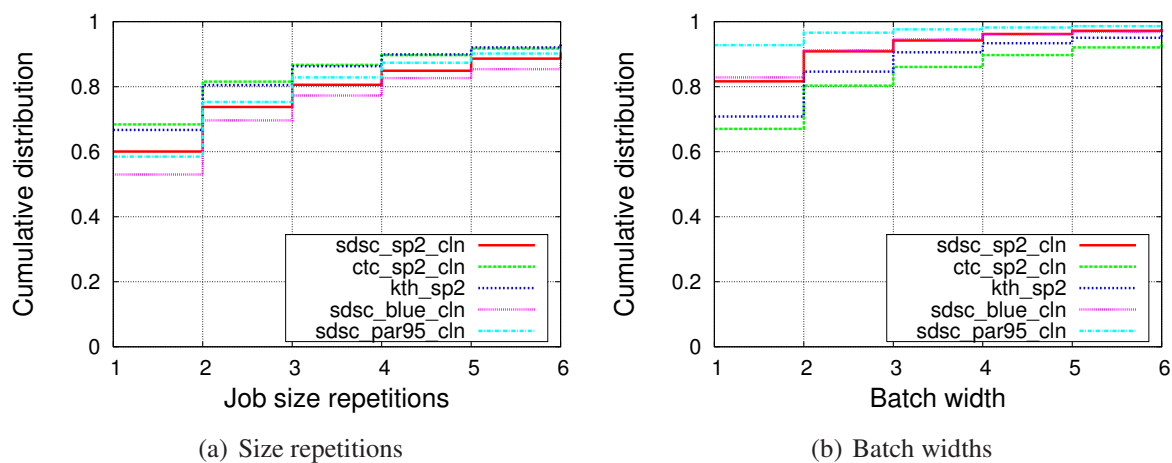 Cumulative distribution
1
0.8
0.6
0.4
0.2
0
sdsc_sp2_cln
ctc_sp2_cln
kth_sp2
sdsc_blue_cln
sdsc_par95_cln
1 2 3 4 5 6
Job size repetitions
(a) Size repetitions
Cumulative distribution
1
0.8
0.6
0.4
0.2
0
sdsc_sp2_cln
ctc_sp2_cln
kth_sp2
sdsc_blue_cln
sdsc_par95_cln
1 2 3 4 5 6
Batch width
(b) Batch widths